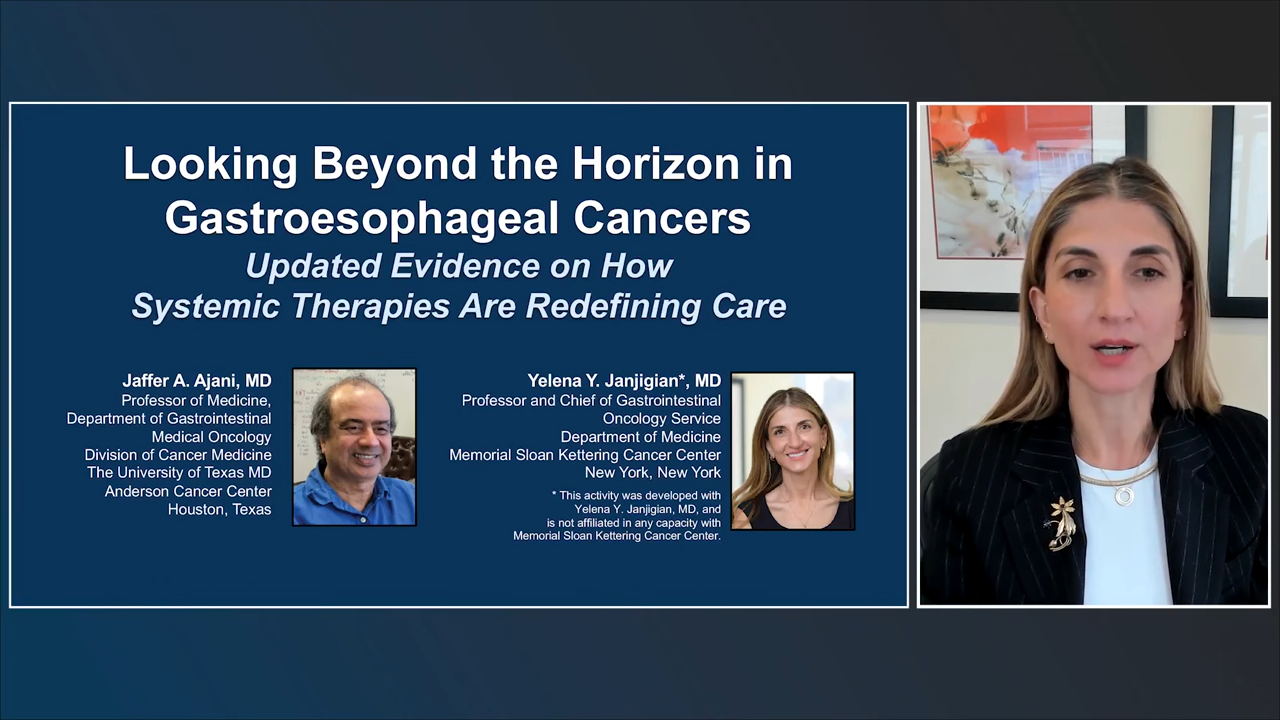 Looking Beyond the Horizon in
Gastroesophageal Cancers
Updated Evidence on How
Systemic Therapies Are Redefining Care
Jaffer A. Ajani, MD
Professor of Medicine,
Department of Gastrointestinal
Medical Oncology
Division of Cancer Medicine
The University of Texas MD
Anderson Cancer Center
Houston, Texas
Yelena Y. Janjigian*, MD
Professor and Chief of Gastrointestinal
Oncology Service
Department of Medicine
Memorial Sloan Kettering Cancer Center
New York, New York
* This activity was developed with
Yelena Y. Janjigian, MD, and
is not affiliated in any capacity with
Memorial Sloan Kettering Cancer Center.